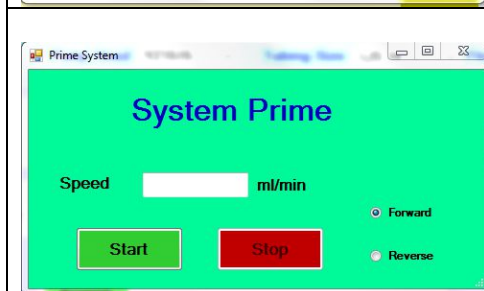 Prime System
System Prime
Speed ml/min
Forward
Start Stop
Reverse